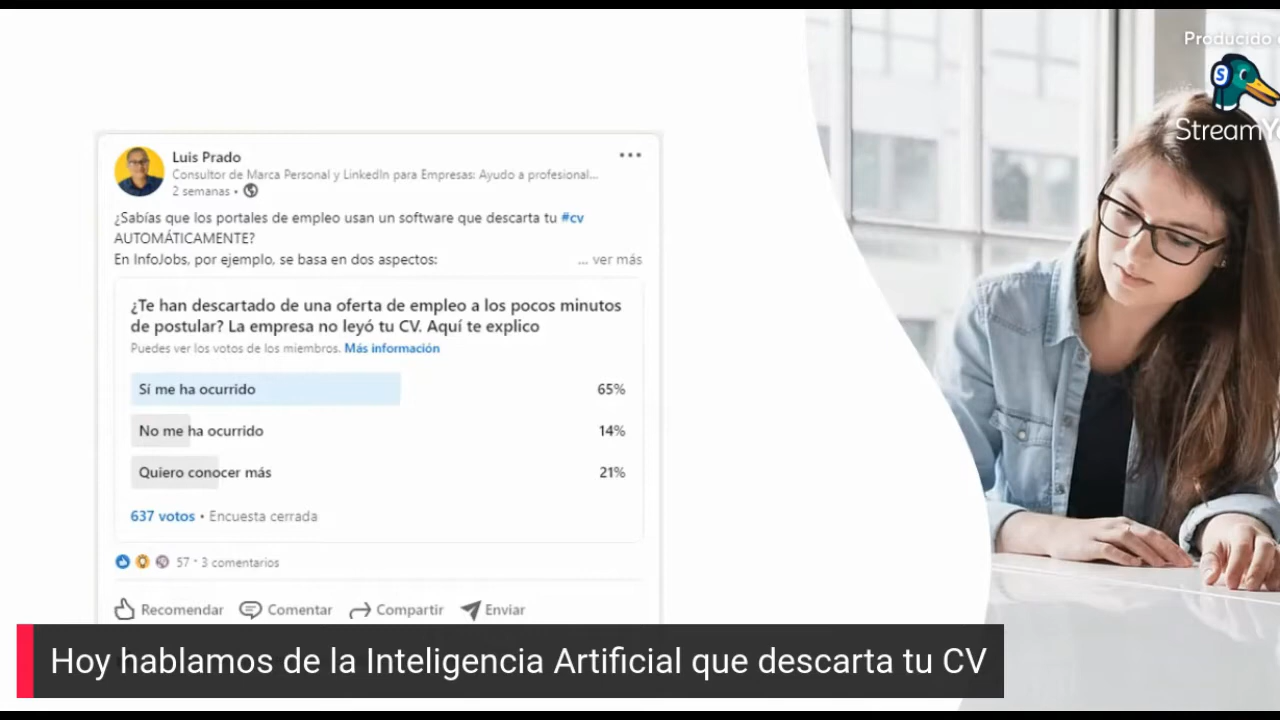 Producido
StreamY
Luis Prado
Consultor de Marca Personal y LinkedIn para Empresas: Ayudo a profesional...
2 semanas •
¿Sabías que los portales de empleo usan un software que descarta tu #cv
AUTOMÁTICAMENTE?
En InfoJobs, por ejemplo, se basa en dos aspectos:
... ver más
¿Te han descartado de una oferta de empleo a los pocos minutos
de postular? La empresa no leyó tu CV. Aquí te explico
Puedes ver los votos de los miembros. Más información
Sí me ha ocurrido 65%
No me ha ocurrido 14%
Quiero conocer más 21%
637 votos • Encuesta cerrada
57 · 3 comentarios
Recomendar Comentar Compartir Enviar
Hoy hablamos de la Inteligencia Artificial que descarta tu CV